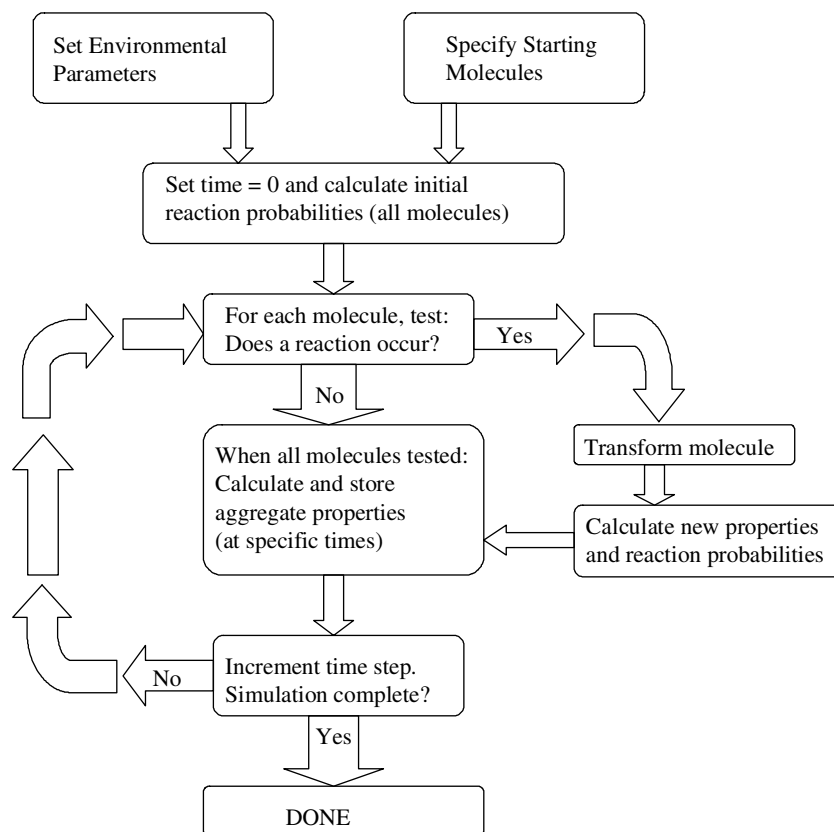 Set Environmental
Parameters
Specify Starting
Molecules
Set time = 0 and calculate initial
reaction probabilities (all molecules)
For each molecule, test:
Does a reaction occur?
Yes
No
Transform molecule
When all molecules tested:
Calculate and store
aggregate properties
(at specific times)
Calculate new properties
and reaction probabilities
Increment time step.
Simulation complete?
No
Yes
DONE